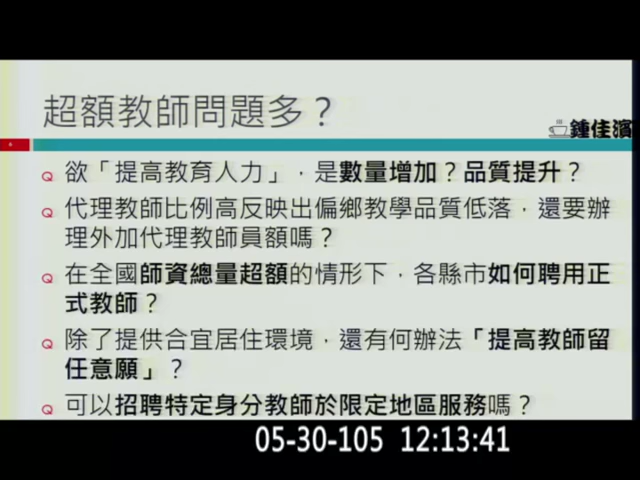 超額教師問題多？
鍾佳濱
Q 欲「提高教育人力」，是數量增加？品質提升？
Q 代理教師比例高反映出偏鄉教學品質低落，還要辦
理外加代理教師員額嗎？
Q 在全國師資總量超額的情形下，各縣市如何聘用正
式教師？
Q 除了提供合宜居住環境，還有何辦法「提高教師留
任意願」？
Q 可以招聘特定身分教師於限定地區服務嗎？
05-30-105 12:13:41